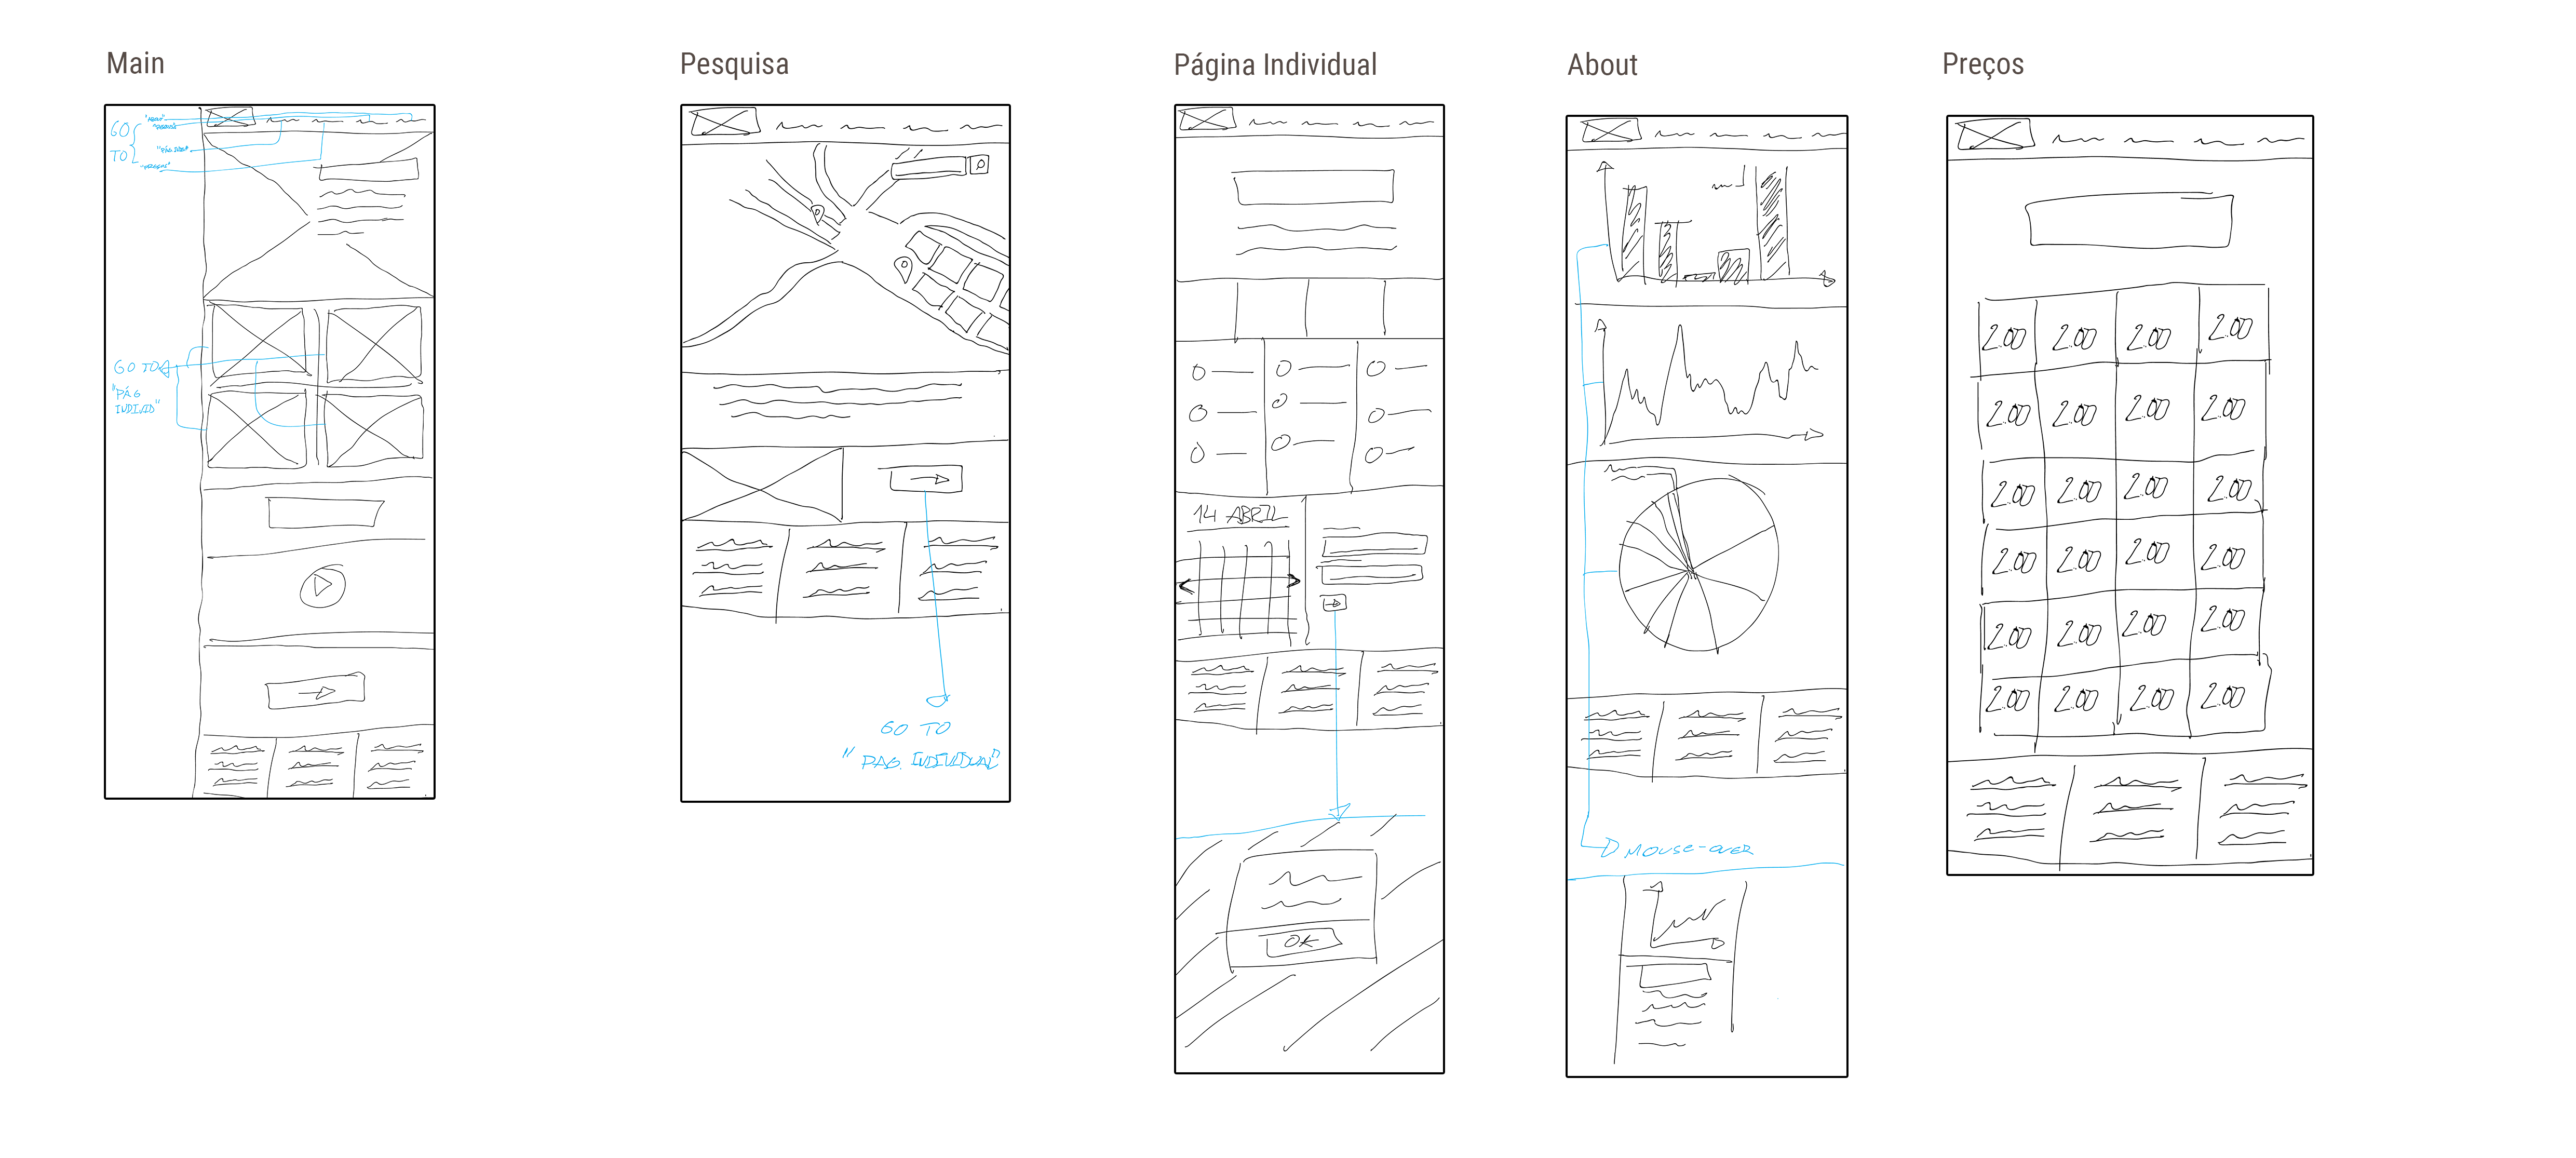 Main
Pesquisa
Página Individual
About
Preços
GO
TO
"ABOUT"
"PÁG INDIV"
"PREÇOS"
GO TO
"PÁG
INDIVID"
GO TO
" PAG. INDIVIDUAL"
14 ABRIL
OK
MOUSE-OVER
2.00 2.00 2.00 2.00
2.00 2.00 2.00 2.00
2.00 2.00 2.00 2.00
2.00 2.00 2.00 2.00
2.00 2.00 2.00 2.00
2.00 2.00 2.00 2.00